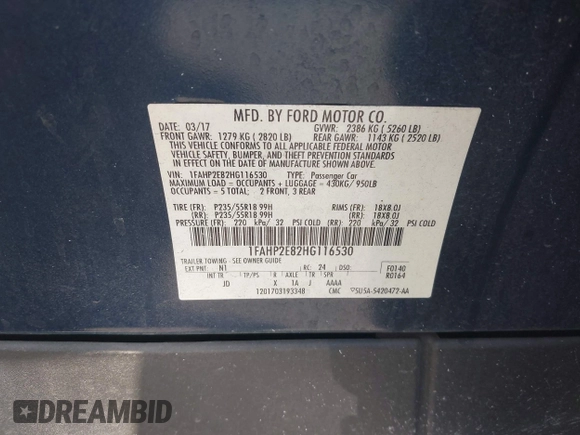 MFD. BY FORD MOTOR CO.
DATE: 03/17 GVWR: 2386 KG ( 5260 LB)
FRONT GAWR: 1279 KG ( 2820 LB) REAR GAWR: 1143 KG ( 2520 LB)
THIS VEHICLE CONFORMS TO ALL APPLICABLE FEDERAL MOTOR
VEHICLE SAFETY, BUMPER, AND THEFT PREVENTION STANDARDS
IN EFFECT ON THE DATE OF MANUFACTURE SHOWN ABOVE.
VIN: 1FAHP2E82HG116530 TYPE: Passenger Car
MAXIMUM LOAD = OCCUPANTS + LUGGAGE = 430KG/ 950LB
OCCUPANTS = 5 TOTAL; 2 FRONT, 3 REAR
TIRE (FR): P235/55R18 99H RIMS (FR): 18X8.0J
(RR): P235/55R18 99H (RR): 18X8.0J
PRESSURE (FR): 220 kPa/ 32 PSI COLD (RR): 220 kPa/ 32 PSI COLD
1FAHP2E82HG116530
TRAILER TOWING - SEE OWNER GUIDE
EXT PNT: N1 RC: 24 DSO: F0140
INT TR TP/PS R AXLE TR SPR R0164
JD X 1A J AAAA
1201703193348 CMC 5U5A-5420472-AA
DREAMBID